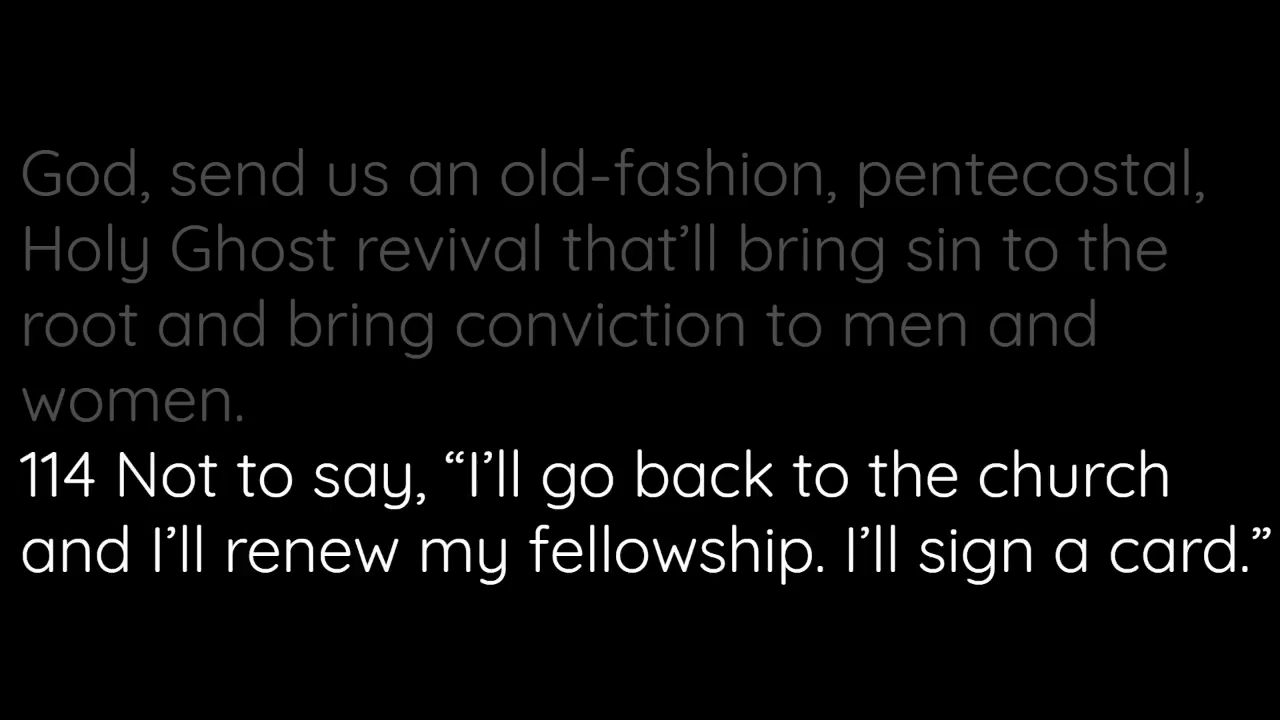 God, send us an old-fashion, pentecostal,
Holy Ghost revival that’ll bring sin to the
root and bring conviction to men and
women.
114 Not to say, “I’ll go back to the church
and I’ll renew my fellowship. I’ll sign a card.”